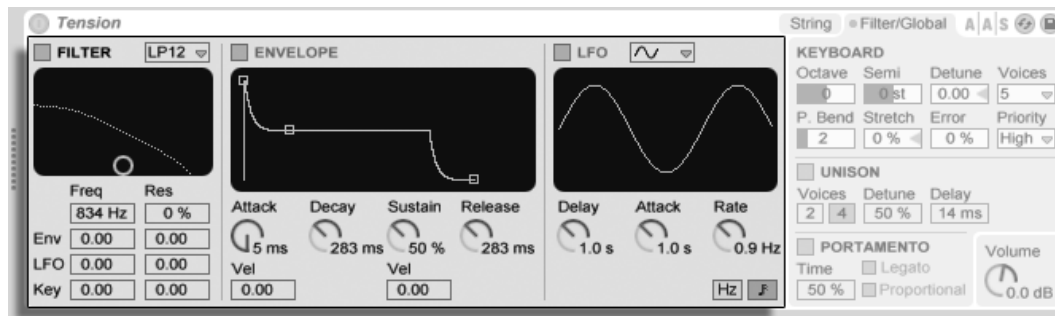 Tension
String
Filter/Global
A A S
FILTER
LP12
ENVELOPE
LFO
Freq
Res
834 Hz
0 %
Env
0.00
0.00
LFO
0.00
0.00
Key
0.00
0.00
Attack
Decay
Sustain
Release
5 ms
283 ms
50 %
283 ms
Vel
Vel
0.00
0.00
Delay
Attack
Rate
1.0 s
1.0 s
0.9 Hz
Hz
KEYBOARD
Octave
Semi
Detune
Voices
0
0 st
0.00
5
P. Bend
Stretch
Error
Priority
2
0 %
0 %
High
UNISON
Voices
Detune
Delay
2
4
50 %
14 ms
PORTAMENTO
Time
Legato
50 %
Proportional
Volume
0.0 dB